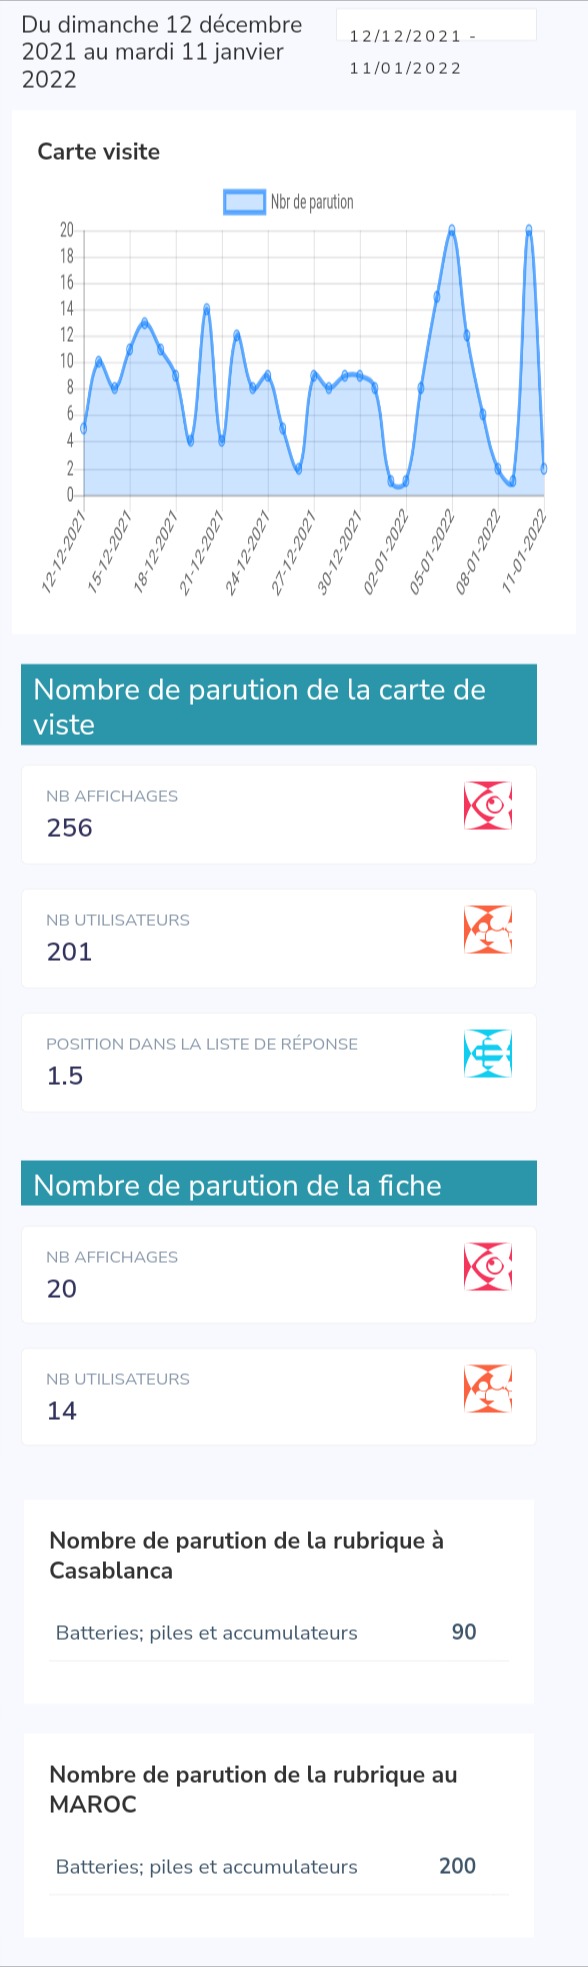 Du dimanche 12 décembre
2021 au mardi 11 janvier
2022
12/12/2021 -
11/01/2022
Carte visite
Nbr de parution
20
18
16
14
12
10
8
6
4
2
0
12-12-2021
15-12-2021
18-12-2021
21-12-2021
24-12-2021
27-12-2021
30-12-2021
02-01-2022
05-01-2022
08-01-2022
11-01-2022
Nombre de parution de la carte de
viste
NB AFFICHAGES
256
NB UTILISATEURS
201
POSITION DANS LA LISTE DE RÉPONSE
1.5
Nombre de parution de la fiche
NB AFFICHAGES
20
NB UTILISATEURS
14
Nombre de parution de la rubrique à
Casablanca
Batteries; piles et accumulateurs 90
Nombre de parution de la rubrique au
MAROC
Batteries; piles et accumulateurs 200